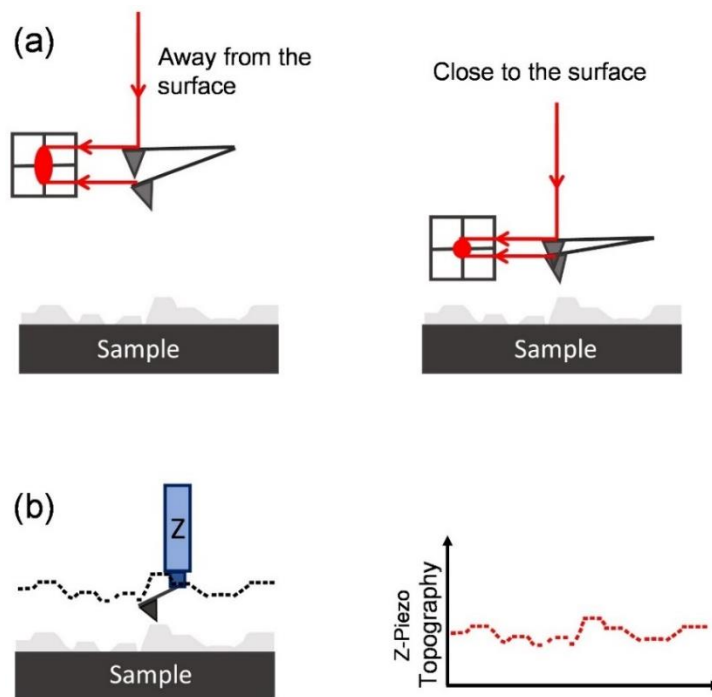 (a)
Away from the
surface
Close to the surface
Sample
Sample
(b)
Z
Sample
Z-Piezo
Topography